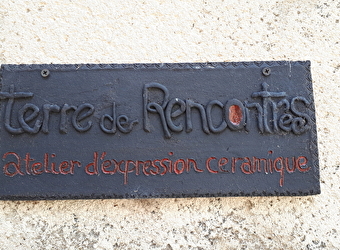 terre de Rencontres
atelier d'expression céramique